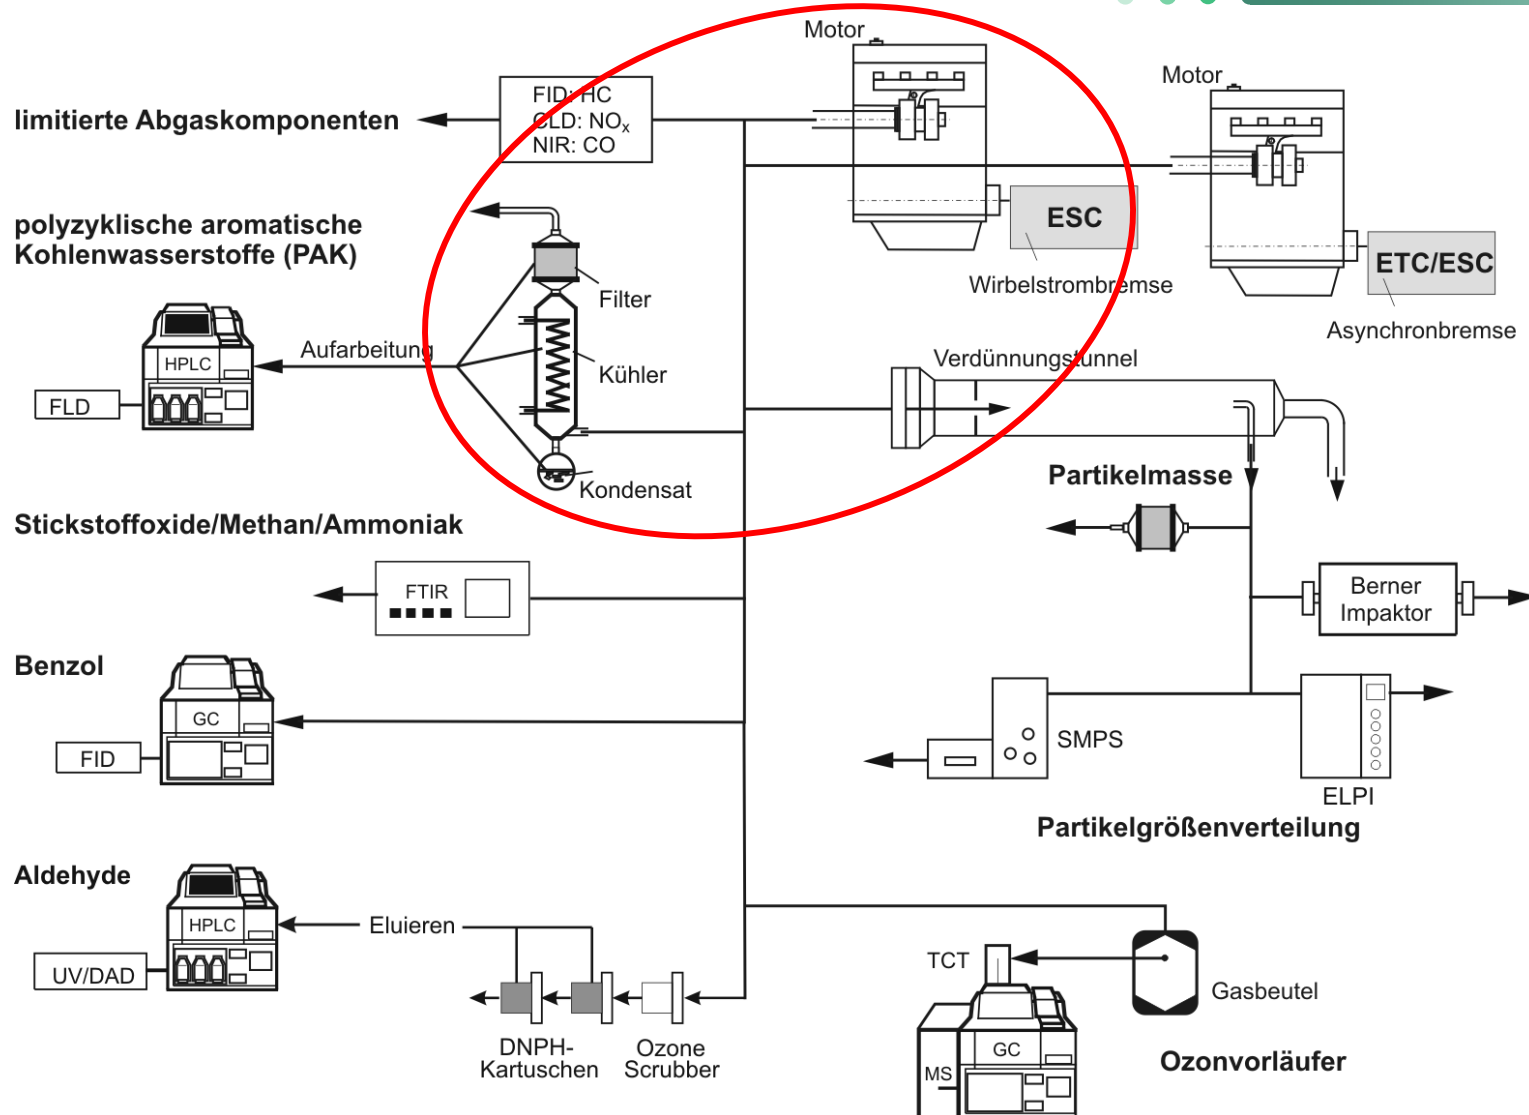 Motor
Motor
FID: HC
CLD: NOx
NIR: CO
limitierte Abgaskomponenten
ESC
Wirbelstrombremse
ETC/ESC
Asynchronbremse
polyzyklische aromatische
Kohlenwasserstoffe (PAK)
Filter
Kühler
Kondensat
Aufarbeitung
HPLC
FLD
Verdünnungstunnel
Partikelmasse
Stickstoffoxide/Methan/Ammoniak
FTIR
Berner
Impaktor
Benzol
GC
FID
SMPS
ELPI
Partikelgrößenverteilung
Aldehyde
HPLC
Eluieren
UV/DAD
DNPH-
Kartuschen
Ozone
Scrubber
TCT
Gasbeutel
GC
MS
Ozonvorläufer